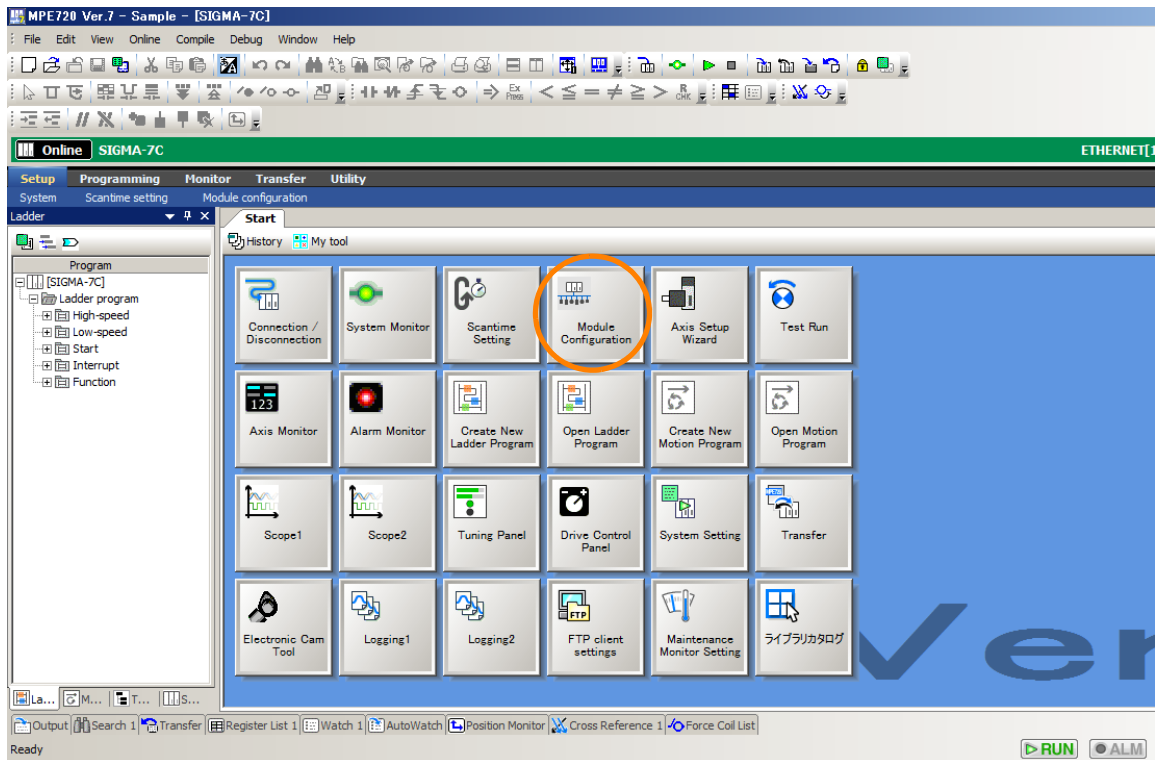 MPE720 Ver.7 - Sample - [SIGMA-7C]
File Edit View Online Compile Debug Window Help
Online SIGMA-7C ETHERNET[1
Setup Programming Monitor Transfer Utility
System Scantime setting Module configuration
Ladder
Start
History My tool
Program
[SIGMA-7C]
Ladder program
High-speed
Low-speed
Start
Interrupt
Function
Connection / Disconnection
System Monitor
Scantime Setting
Module Configuration
Axis Setup Wizard
Test Run
123
Axis Monitor
Alarm Monitor
Create New Ladder Program
Open Ladder Program
Create New Motion Program
Open Motion Program
Scope1
Scope2
Tuning Panel
Drive Control Panel
System Setting
Transfer
Electronic Cam Tool
Logging1
Logging2
FTP
FTP client settings
Maintenance Monitor Setting
ライブラリカタログ
Ver
La... M... T... S...
Output Search 1 Transfer Register List 1 Watch 1 AutoWatch Position Monitor Cross Reference 1 Force Coil List
Ready
RUN ALM